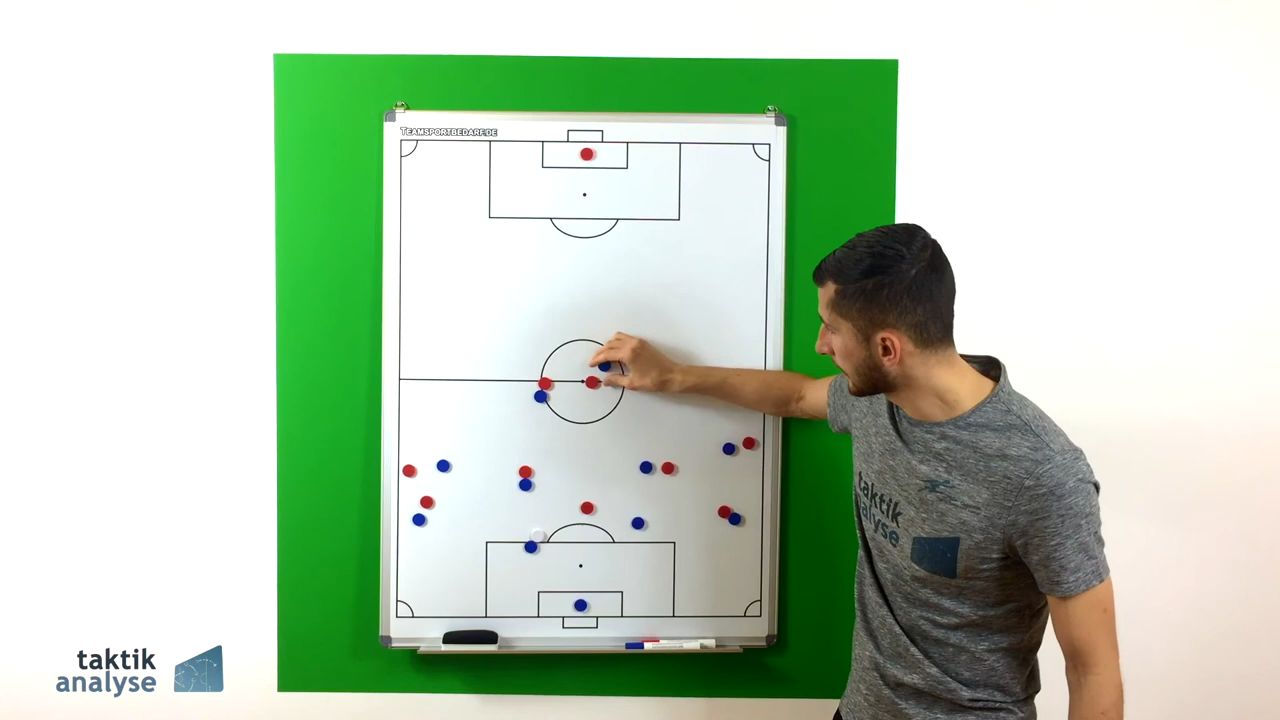 TEAMSPORTBEDARF.DE
taktik
analyse
taktik
analyse